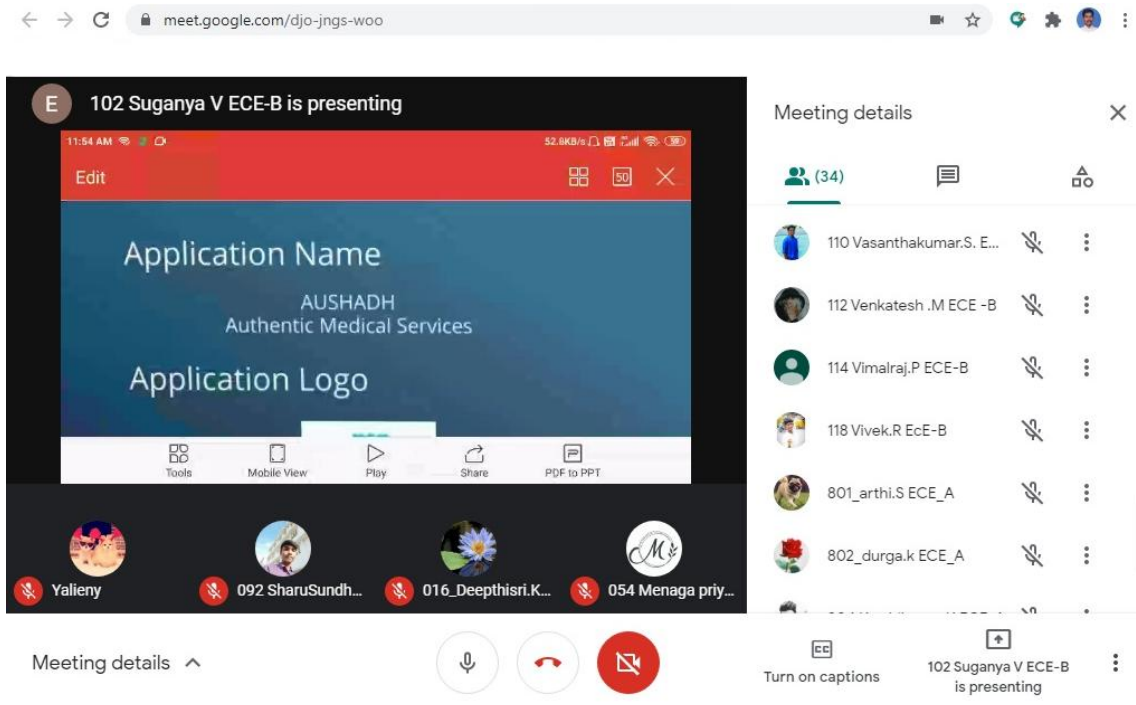 meet.google.com/djo-jngs-woo
E
102 Suganya V ECE-B is presenting
11:54 AM
52.8KB/s
Edit
50
Application Name
AUSHADH
Authentic Medical Services
Application Logo
Tools
Mobile View
Play
Share
PDF to PPT
Yalieny
092 SharuSundh...
016_Deepthisri.K...
054 Menaga priy...
Meeting details
(34)
110 Vasanthakumar.S. E...
112 Venkatesh .M ECE -B
114 Vimalraj.P ECE-B
118 Vivek.R EcE-B
801_arthi.S ECE_A
802_durga.k ECE_A
Meeting details
CC
Turn on captions
102 Suganya V ECE-B
is presenting